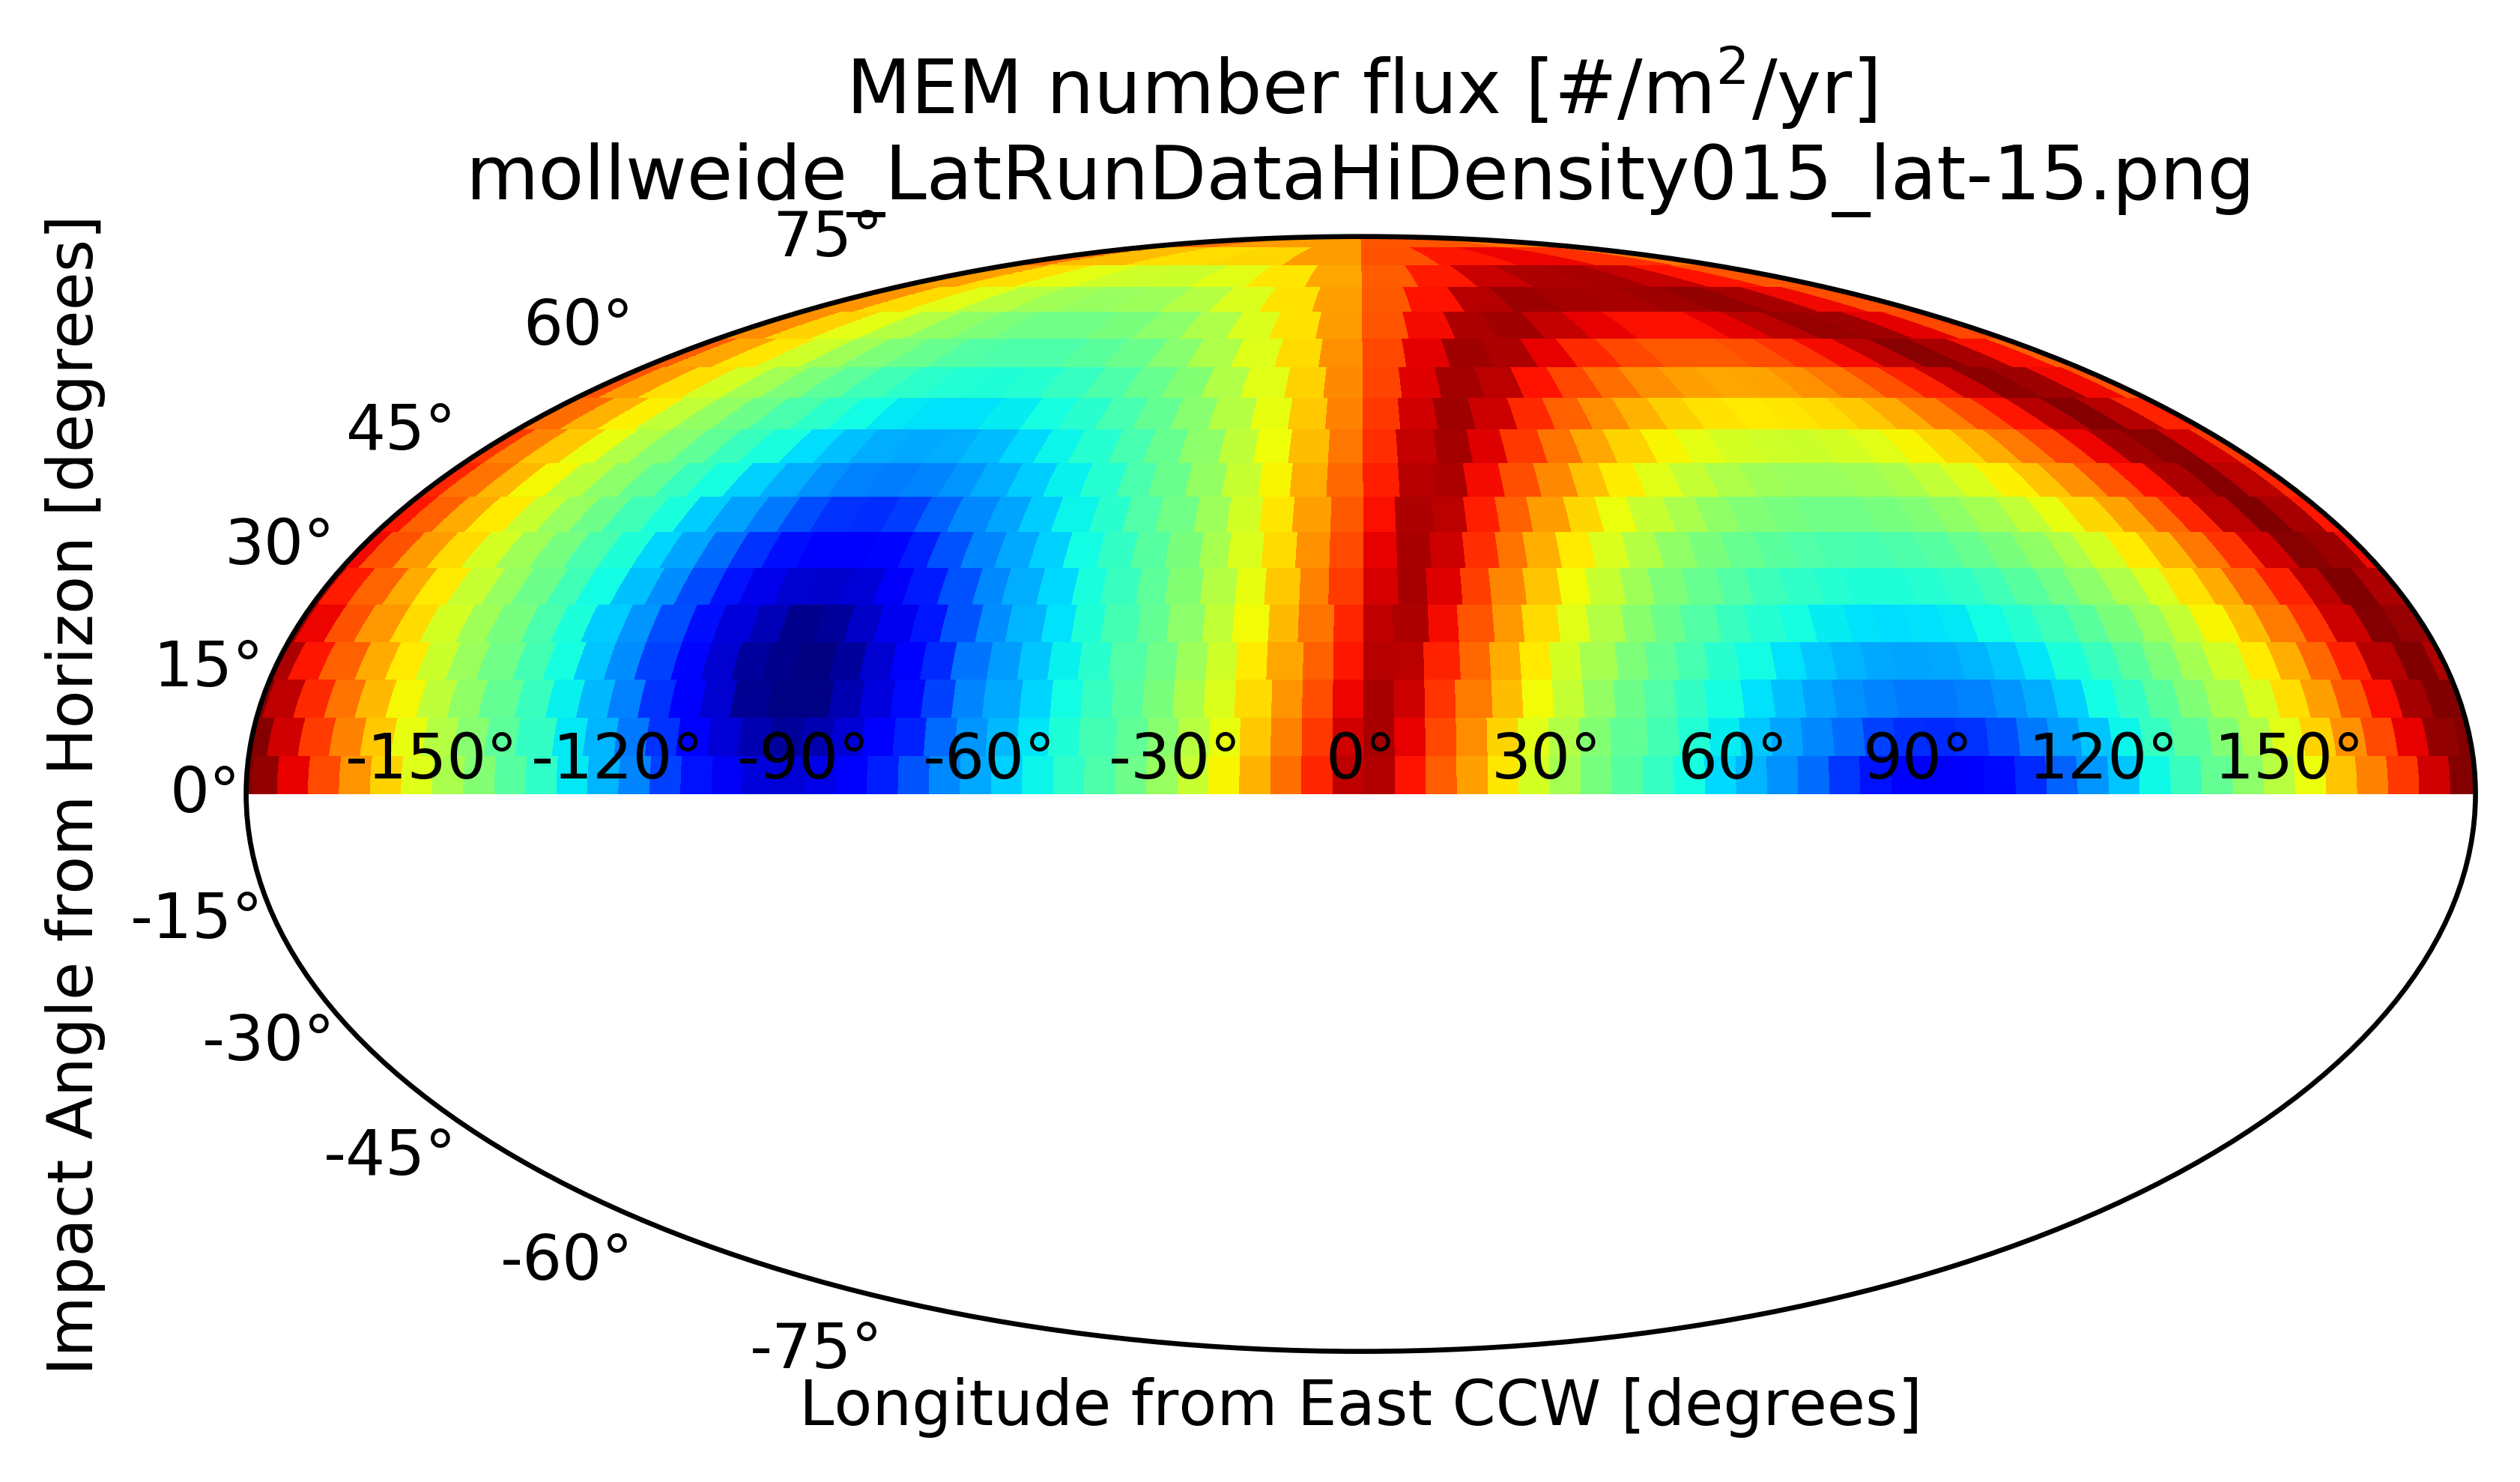 MEM number flux [#/m²/yr]
mollweide_LatRunDataHiDensity015_lat-15.png
75°
60°
45°
30°
15°
0°
-15°
-30°
-45°
-60°
-75°
-150° -120° -90° -60° -30° 0° 30° 60° 90° 120° 150°
Impact Angle from Horizon [degrees]
Longitude from East CCW [degrees]